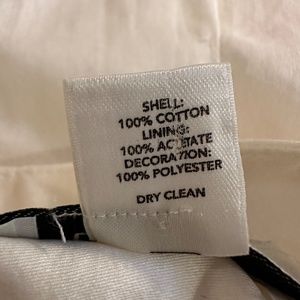 SHELL:
100% COTTON
LINING:
100% ACETATE
DECORATION:
100% POLYESTER
DRY CLEAN